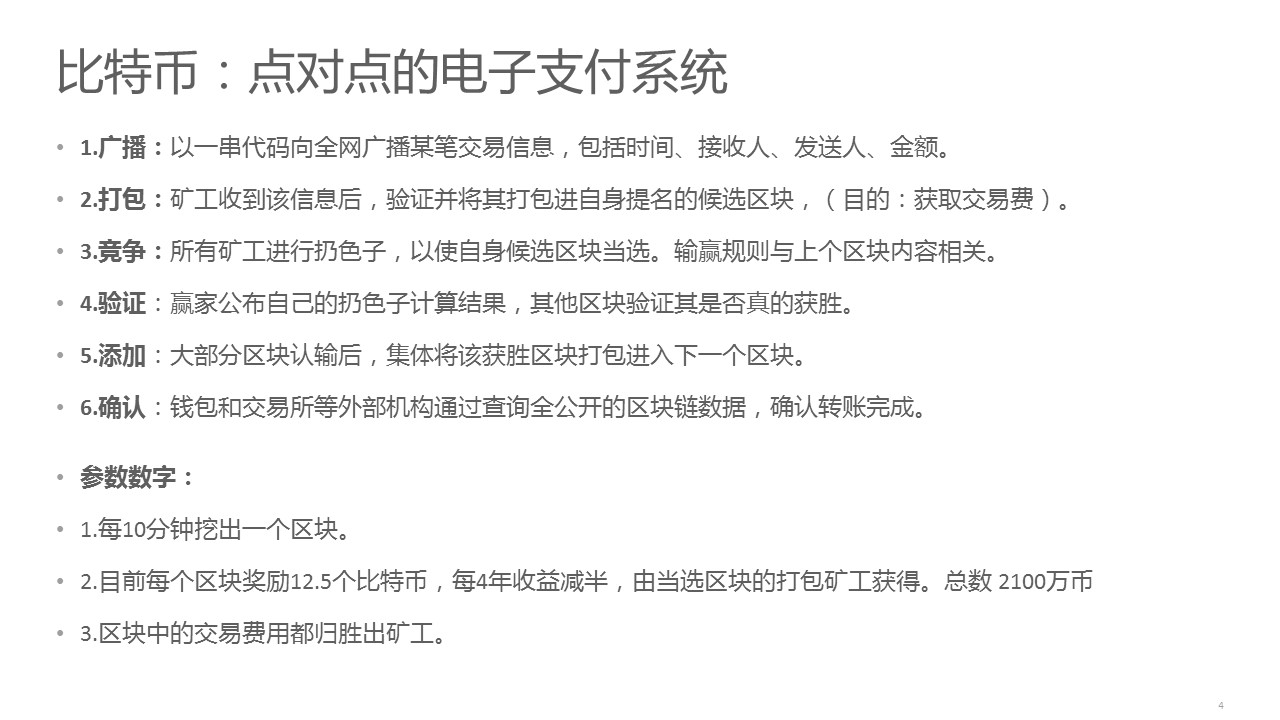 比特币：点对点的电子支付系统
• 1.广播：以一串代码向全网广播某笔交易信息，包括时间、接收人、发送人、金额。
• 2.打包：矿工收到该信息后，验证并将其打包进自身提名的候选区块，（目的：获取交易费）。
• 3.竞争：所有矿工进行扔色子，以使自身候选区块当选。输赢规则与上个区块内容相关。
• 4.验证：赢家公布自己的扔色子计算结果，其他区块验证其是否真的获胜。
• 5.添加：大部分区块认输后，集体将该获胜区块打包进入下一个区块。
• 6.确认：钱包和交易所等外部机构通过查询全公开的区块链数据，确认转账完成。
• 参数数字：
• 1.每10分钟挖出一个区块。
• 2.目前每个区块奖励12.5个比特币，每4年收益减半，由当选区块的打包矿工获得。总数 2100万币
• 3.区块中的交易费用都归胜出矿工。
4